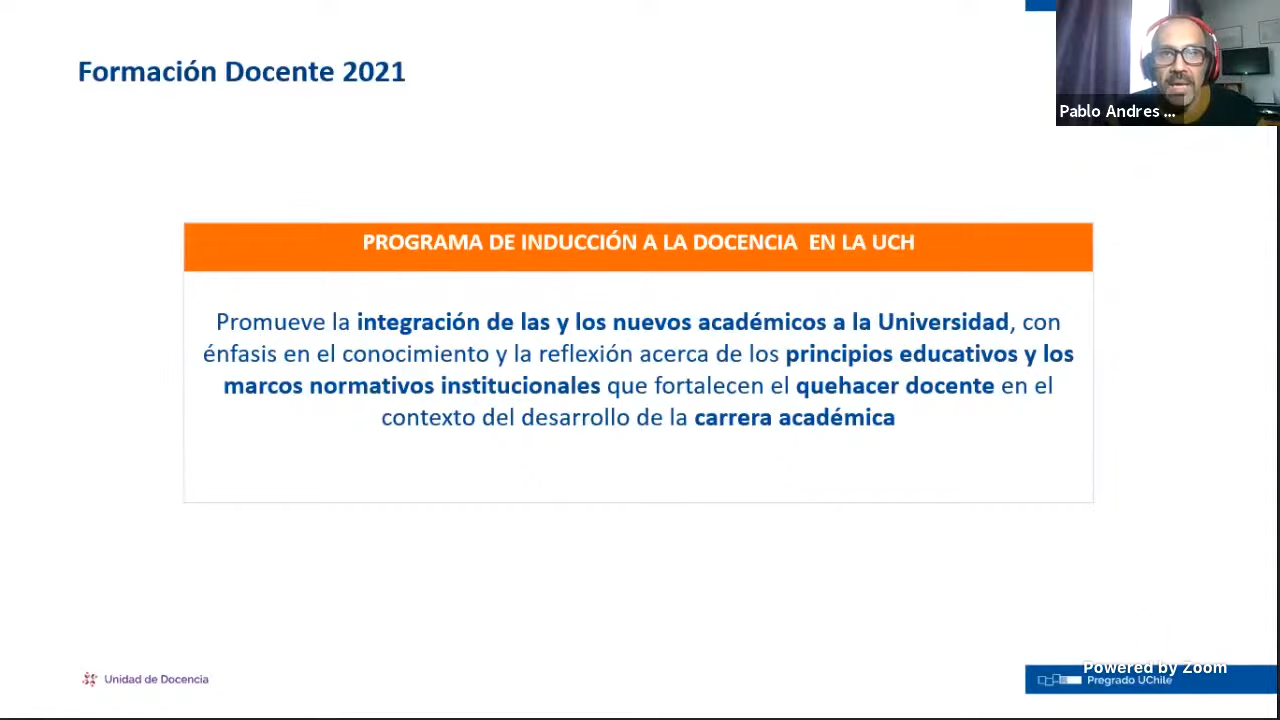 Formación Docente 2021
Pablo Andres ...
PROGRAMA DE INDUCCIÓN A LA DOCENCIA EN LA UCH
Promueve la integración de las y los nuevos académicos a la Universidad, con
énfasis en el conocimiento y la reflexión acerca de los principios educativos y los
marcos normativos institucionales que fortalecen el quehacer docente en el
contexto del desarrollo de la carrera académica
Unidad de Docencia
Powered by Zoom
Pregrado UChile